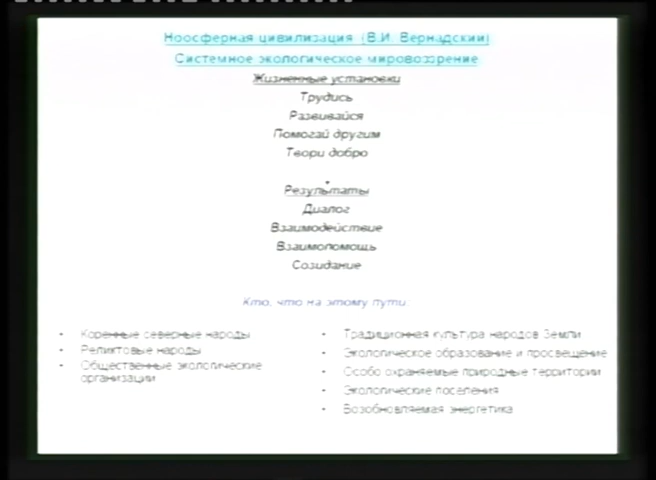 Ноосферная цивилизация (В.И. Вернадский)
Системное экологическое мировоззрение
Жизненные установки
Трудись
Развивайся
Помогай другим
Твори добро
Результаты
Диалог
Взаимодействие
Взаимопомощь
Созидание
Кто, что на этому пути:
• Коренные северные народы
• Реликтовые народы
• Общественные экологические
организации
• Традиционная культура народов Земли
• Экологическое образование и просвещение
• Особо охраняемые природные территории
• Экологические поселения
• Возобновляемая энергетика